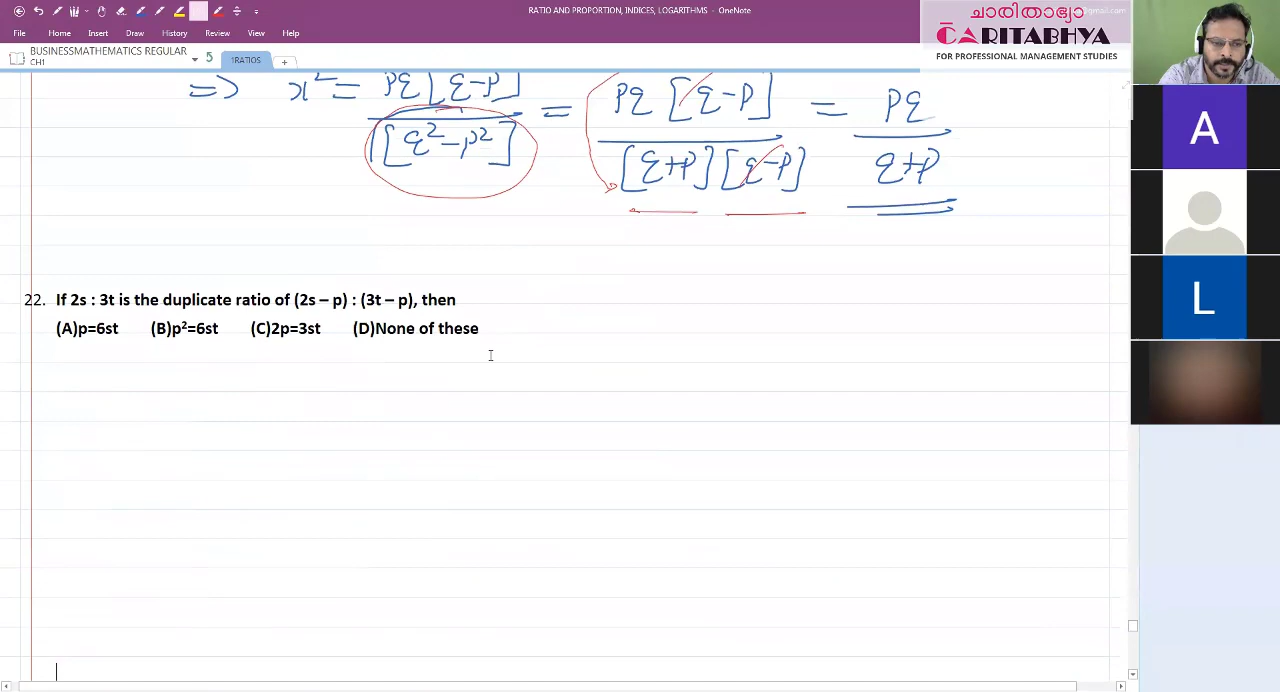 RATIO AND PROPORTION, INDICES, LOGARITHMS - OneNote
ചാരിതാഭ്യാ
@gmail.com
CARITABHYA
FOR PROFESSIONAL MANAGEMENT STUDIES
File Home Insert Draw History Review View Help
BUSINESSMATHEMATICS REGULAR
CH1
5
1RATIOS
=> x² = pq[q-p] / [q²-p²] = pq[q-p] / [q+p][q-p] = pq / q+p
22. If 2s : 3t is the duplicate ratio of (2s – p) : (3t – p), then
(A)p=6st (B)p²=6st (C)2p=3st (D)None of these
A
L